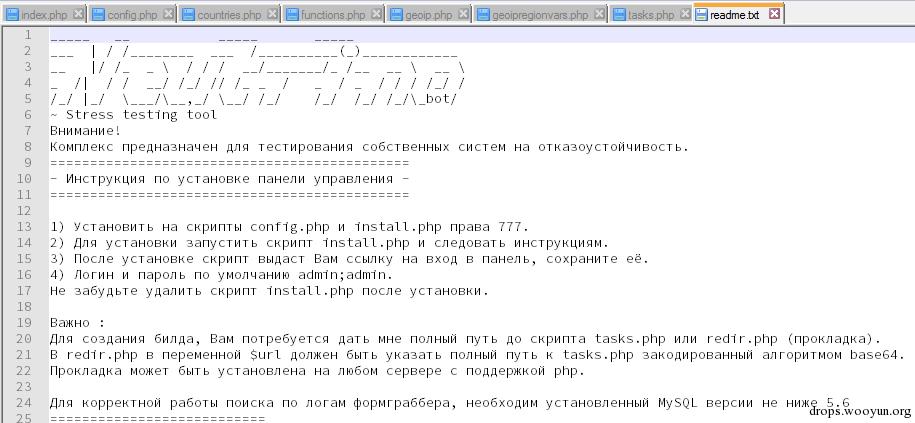 index.php config.php countries.php functions.php geoip.php geoipregionvars.php tasks.php readme.txt
1 _____   __            _____       _____
2 ___  | / /________  ___  /__________(_)_____________
3 __   |/ /_  _ \  / / /  __/_______/_ /__  __ \  __ \
4 _  /|  / /  __/ /_/ // /_ _  /   _  / _  / / / /_/ /
5 /_/ |_/  \___/\__,_/ \__/ /_/     /_/  /_/ /_/\_bot/
6 ~ Stress testing tool
7 Внимание!
8 Комплекс предназначен для тестирования собственных систем на отказоустойчивость.
9 ===========================================
10 - Инструкция по установке панели управления -
11 ===========================================
12
13 1) Установить на скрипты config.php и install.php права 777.
14 2) Для установки запустить скрипт install.php и следовать инструкциям.
15 3) После установке скрипт выдаст Вам ссылку на вход в панель, сохраните её.
16 4) Логин и пароль по умолчанию admin;admin.
17 Не забудьте удалить скрипт install.php после установки.
18
19 Важно :
20 Для создания билда, Вам потребуется дать мне полный путь до скрипта tasks.php или redir.php (прокладка).
21 В redir.php в переменной $url должен быть указать полный путь к tasks.php закодированный алгоритмом base64.
22 Прокладка может быть установлена на любом сервере с поддержкой php.
23
24 Для корректной работы поиска по логам формграббера, необходим установленный MySQL версии не ниже 5.6
25 ==========================
drops.wooyun.org